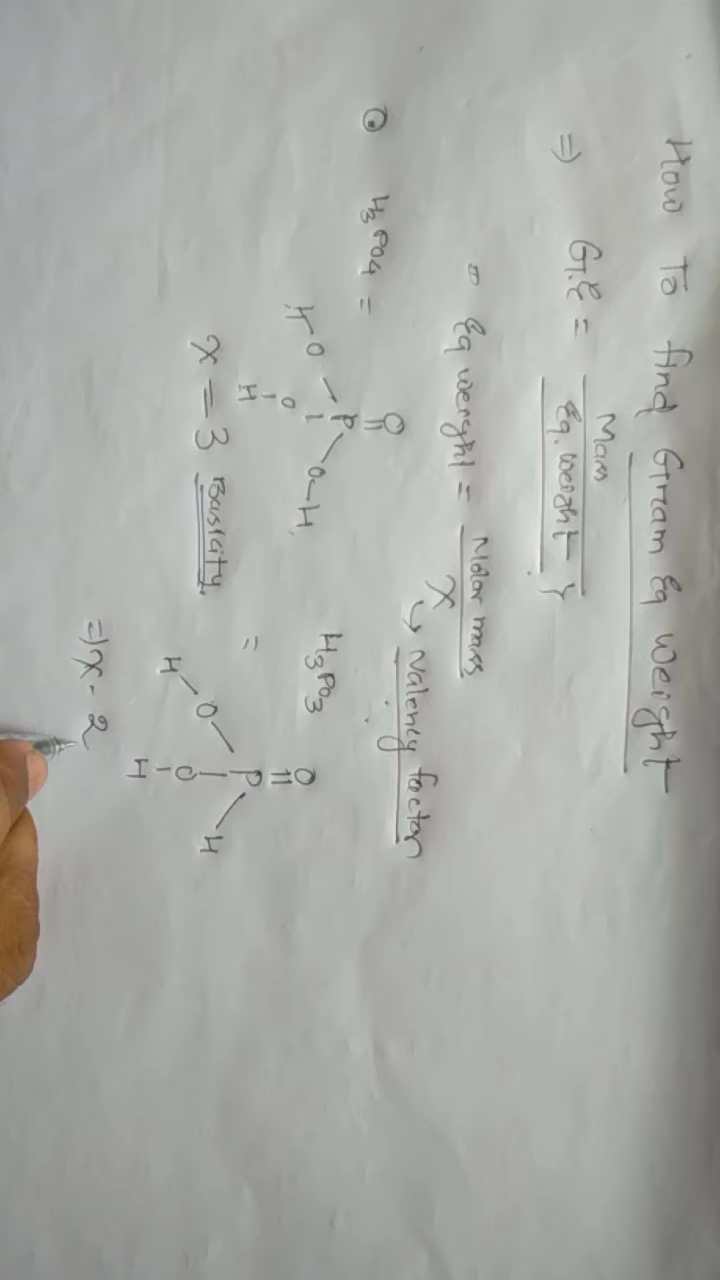 How To find Gram Eq weight
⇒ G.E = Mass / Eq. weight }
Eq weight = Molar mass / x
↳ Valency factor
H₃PO₄ =
H₃PO₃
=
O
||
H-O-P-O-H
|
O
|
H
O
||
H-O-P-H
|
O
|
H
x = 3 Basicity
⇒ x - 2